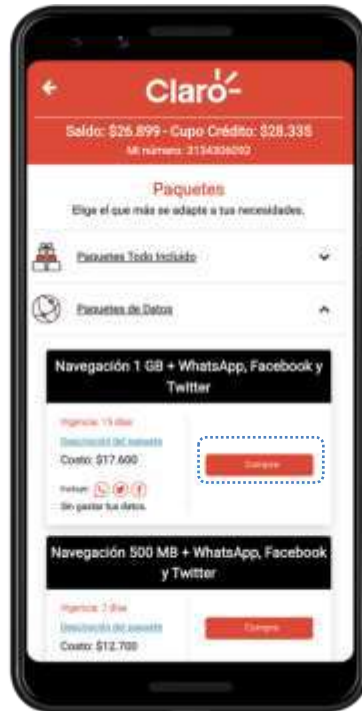 Claro
Saldo: $26.899 - Cupo Crédito: $28.335
Mi número: 3134306092
Paquetes
Elige el que más se adapte a tus necesidades.
Paquetes Todo Incluido
Paquetes de Datos
Navegación 1 GB + WhatsApp, Facebook y
Twitter
Vigencia: 15 días
Descripción del paquete
Costo: $17.600
Comprar
Incluye:
Sin gastar tus datos.
Navegación 500 MB + WhatsApp, Facebook
y Twitter
Vigencia: 7 días
Descripción del paquete
Costo: $12.700
Comprar